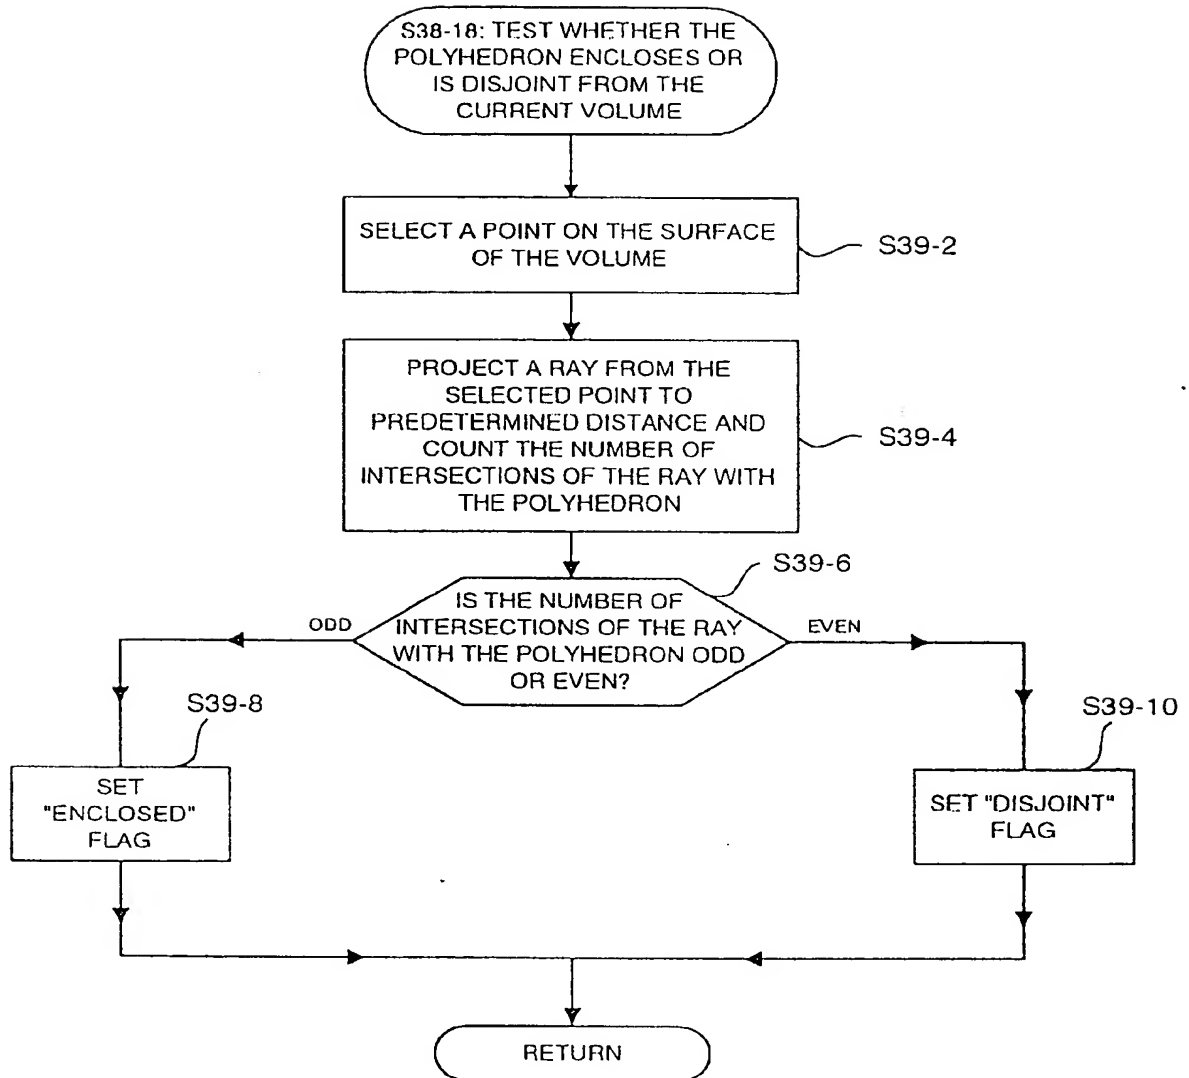 S38-18: TEST WHETHER THE
POLYHEDRON ENCLOSES OR
IS DISJOINT FROM THE
CURRENT VOLUME
SELECT A POINT ON THE SURFACE
OF THE VOLUME
S39-2
PROJECT A RAY FROM THE
SELECTED POINT TO
PREDETERMINED DISTANCE AND
COUNT THE NUMBER OF
INTERSECTIONS OF THE RAY WITH
THE POLYHEDRON
S39-4
S39-6
IS THE NUMBER OF
INTERSECTIONS OF THE RAY
WITH THE POLYHEDRON ODD
OR EVEN?
ODD
EVEN
S39-8
SET
"ENCLOSED"
FLAG
S39-10
SET "DISJOINT"
FLAG
RETURN